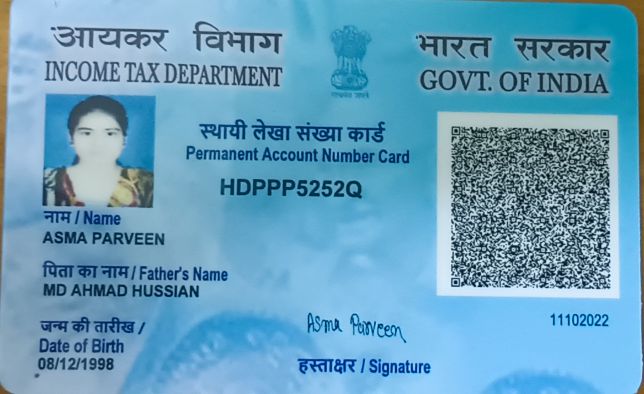 आयकर विभाग
INCOME TAX DEPARTMENT
भारत सरकार
GOVT. OF INDIA
सत्यमेव जयते
स्थायी लेखा संख्या कार्ड
Permanent Account Number Card
HDPPP5252Q
नाम / Name
ASMA PARVEEN
पिता का नाम / Father's Name
MD AHMAD HUSSIAN
जन्म की तारीख /
Date of Birth
08/12/1998
Asma Parveen
हस्ताक्षर / Signature
11102022